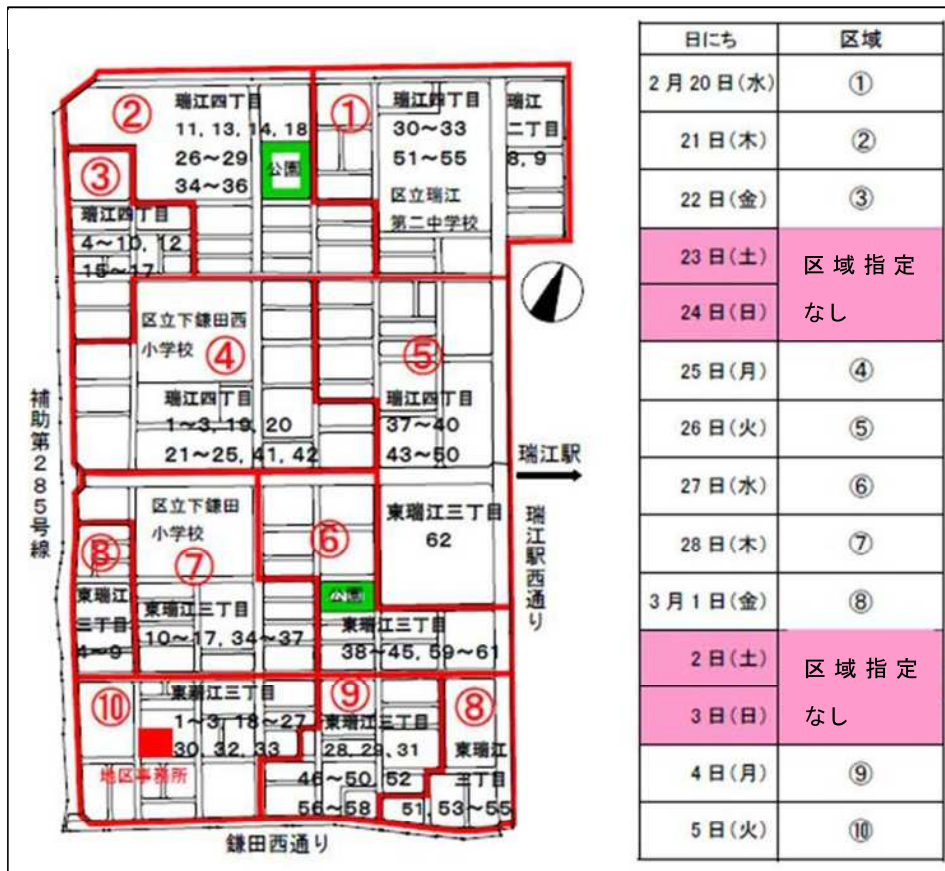 ②
瑞江四丁目
11, 13, 14, 18
26～29
34～36
公園
①
瑞江四丁目
30～33
51～55
区立瑞江
第二中学校
瑞江
二丁目
8, 9
③
瑞江四丁目
4～10, 12
15～17
区立下鎌田西
小学校
④
瑞江四丁目
1～3, 19, 20
21～25, 41, 42
⑤
瑞江四丁目
37～40
43～50
補助第285号線
瑞江駅
瑞江駅西通り
区立下鎌田
小学校
⑥
東瑞江三丁目
62
⑧
東瑞江
三丁目
4～9
⑦
東瑞江三丁目
10～17, 34～37
公園
東瑞江三丁目
38～45, 59～61
⑩
東瑞江三丁目
1～3, 18～27
30, 32, 33
地区事務所
⑨
東瑞江三丁目
28, 29, 31
46～50, 52
56～58
⑧
東瑞江
三丁目
51, 53～55
鎌田西通り
日にち 区域
2月20日(水) ①
21日(木) ②
22日(金) ③
23日(土) 区域指定
24日(日) なし
25日(月) ④
26日(火) ⑤
27日(水) ⑥
28日(木) ⑦
3月1日(金) ⑧
2日(土) 区域指定
3日(日) なし
4日(月) ⑨
5日(火) ⑩